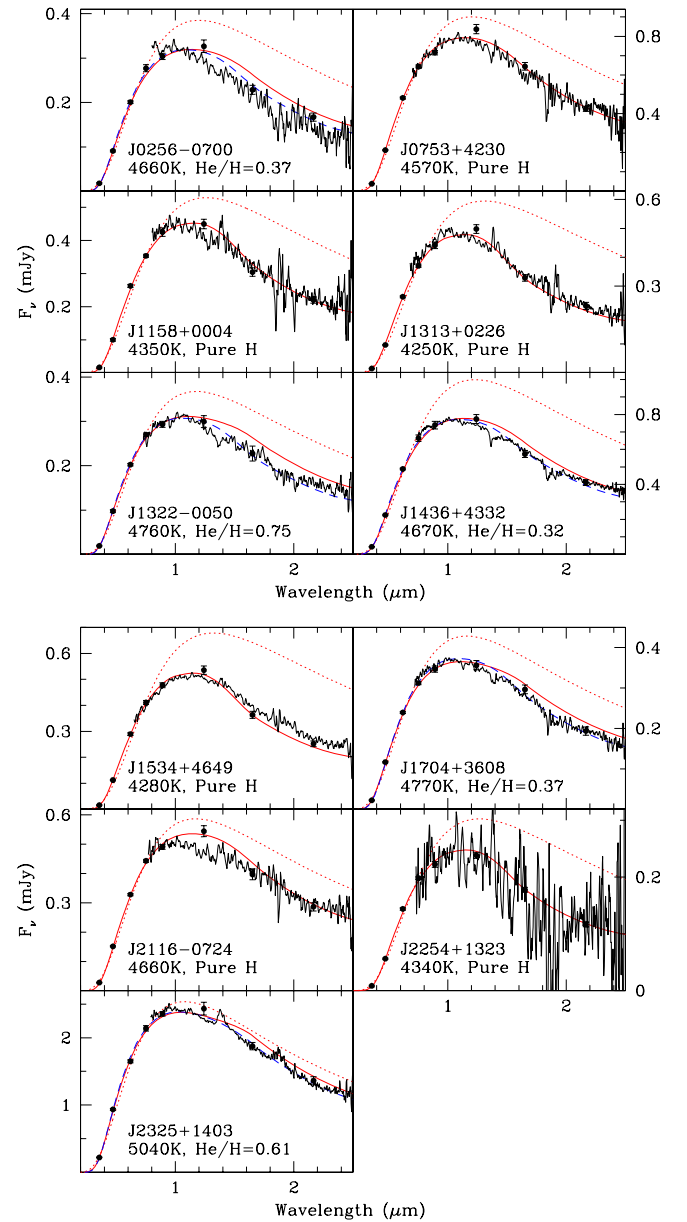 0.4
0.2
J0256−0700
4660K, He/H=0.37
0.8
0.4
J0753+4230
4570K, Pure H
F_ν (mJy)
0.4
0.2
J1158+0004
4350K, Pure H
0.6
0.3
J1313+0226
4250K, Pure H
0.4
0.2
J1322−0050
4760K, He/H=0.75
0.8
0.4
J1436+4332
4670K, He/H=0.32
1 2 1 2
Wavelength (μm)
0.6
0.3
J1534+4649
4280K, Pure H
0.4
0.2
J1704+3608
4770K, He/H=0.37
F_ν (mJy)
0.6
0.3
J2116−0724
4660K, Pure H
0.2
0
J2254+1323
4340K, Pure H
1 2
2
1
J2325+1403
5040K, He/H=0.61
1 2
Wavelength (μm)